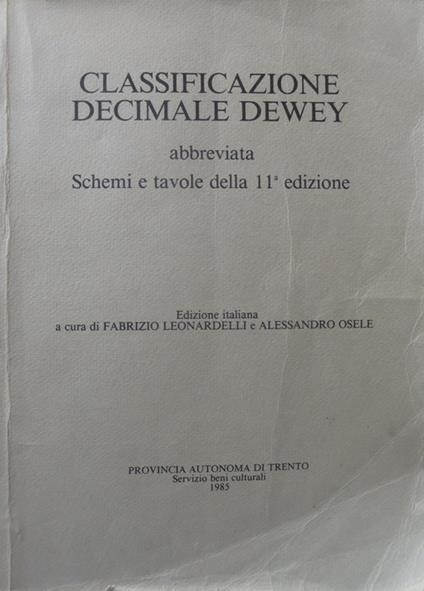 CLASSIFICAZIONE
DECIMALE DEWEY
abbreviata
Schemi e tavole della 11ª edizione
Edizione italiana
a cura di FABRIZIO LEONARDELLI e ALESSANDRO OSELE
PROVINCIA AUTONOMA DI TRENTO
Servizio beni culturali
1985